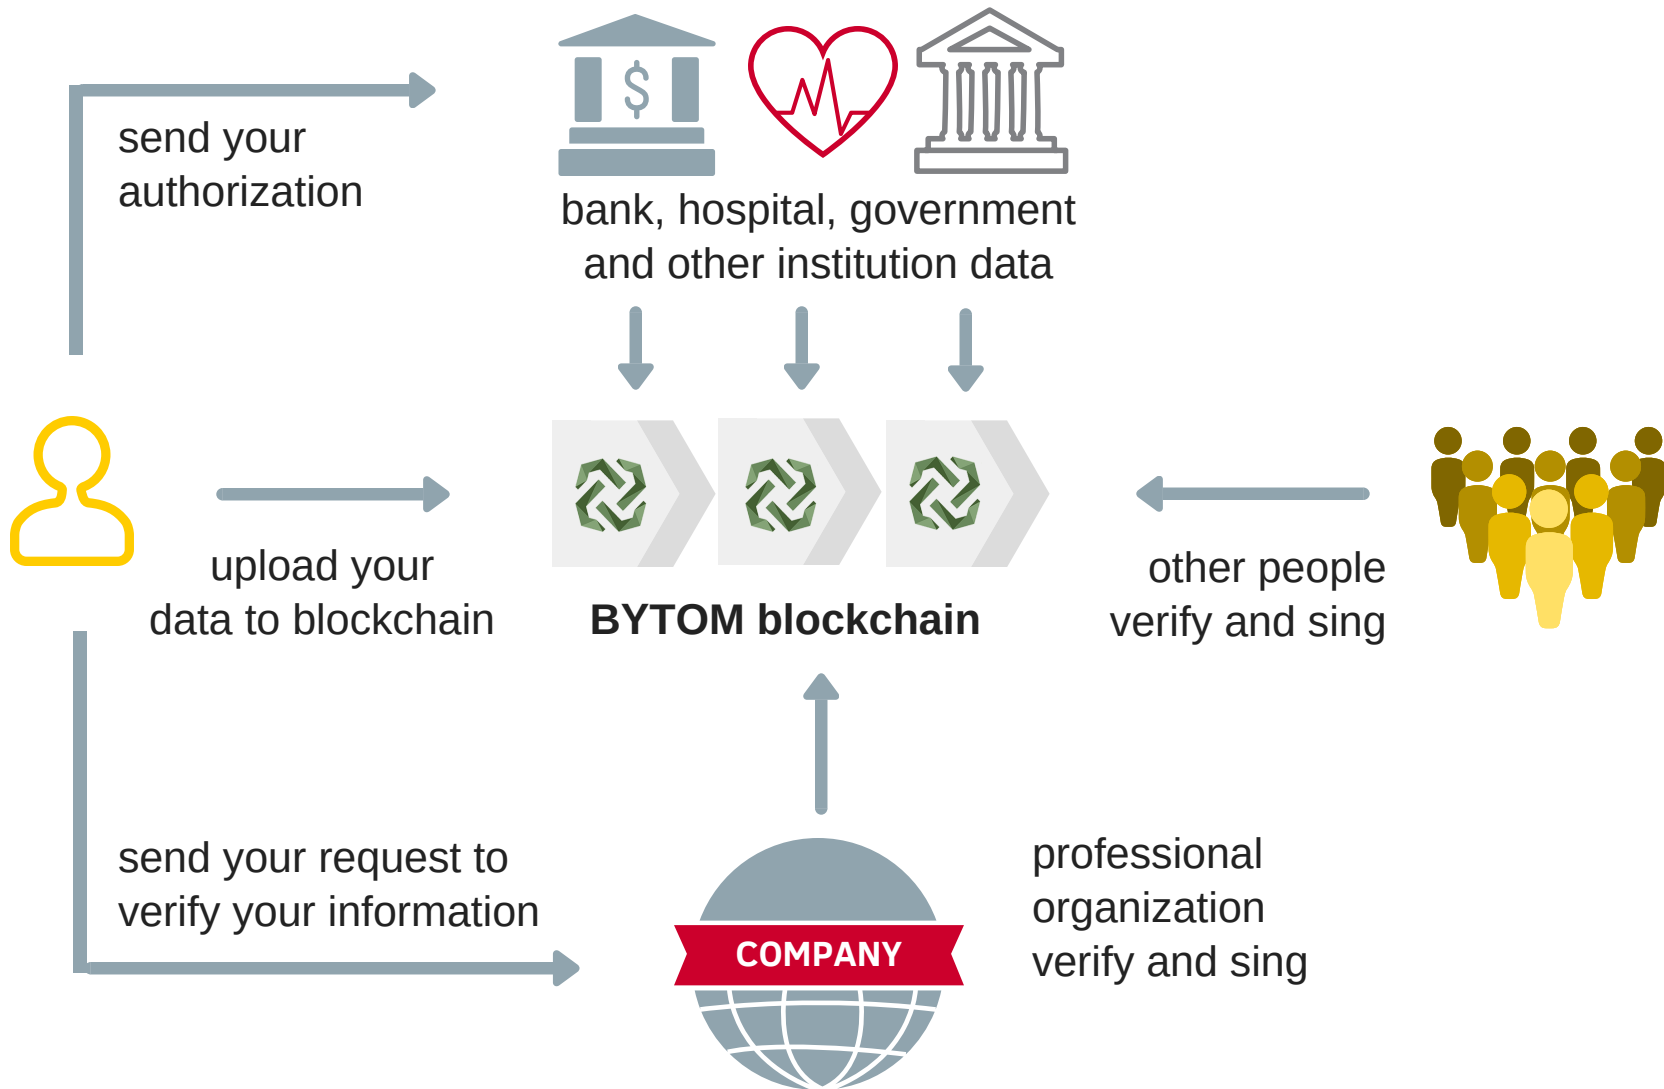 send your
authorization
$
bank, hospital, government
and other institution data
upload your
data to blockchain
BYTOM blockchain
other people
verify and sing
send your request to
verify your information
COMPANY
professional
organization
verify and sing